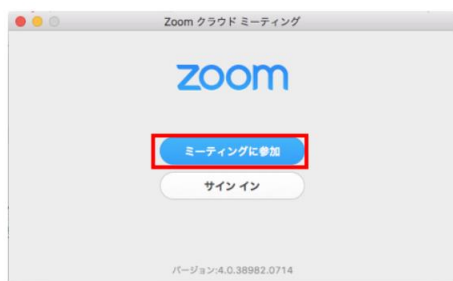 Zoom クラウド ミーティング
zoom
ミーティングに参加
サイン イン
バージョン:4.0.38982.0714